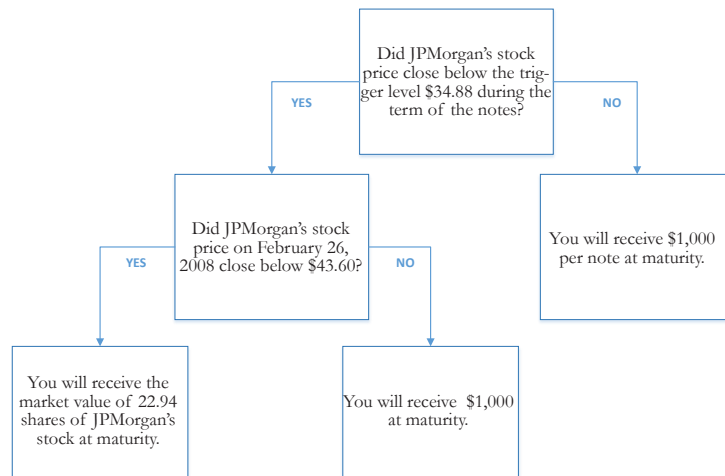 Did JPMorgan's stock
price close below the trig-
ger level $34.88 during the
term of the notes?
YES
NO
Did JPMorgan's stock
price on February 26,
2008 close below $43.60?
You will receive $1,000
per note at maturity.
YES
NO
You will receive the
market value of 22.94
shares of JPMorgan's
stock at maturity.
You will receive $1,000
at maturity.